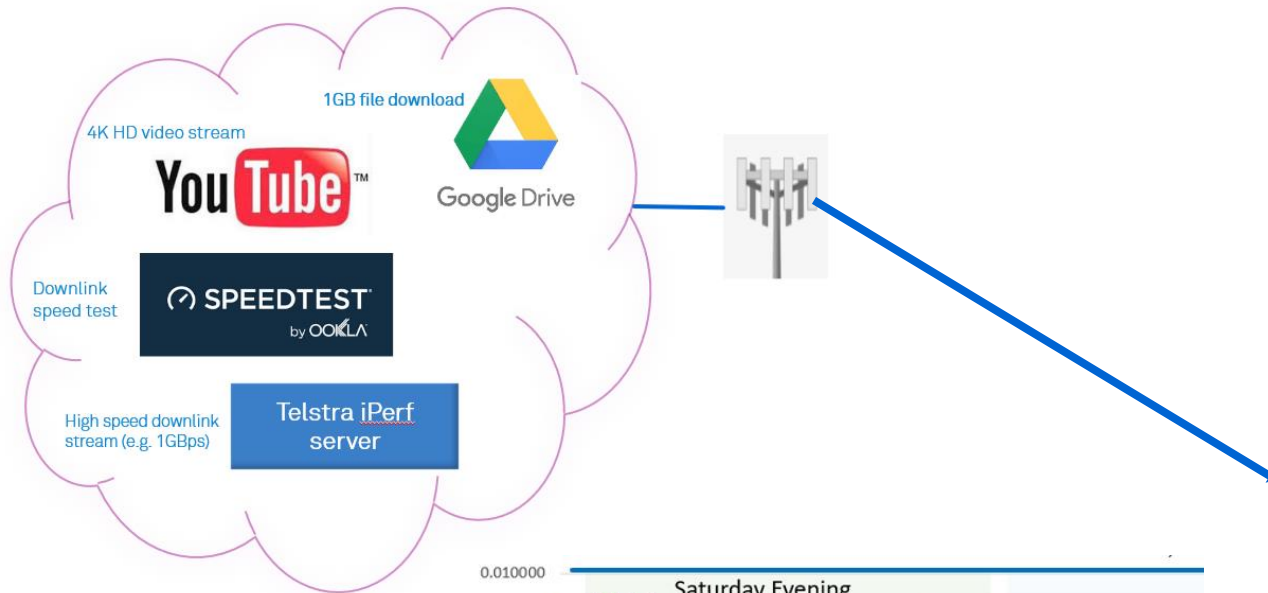 1GB file download
4K HD video stream
YouTube™
Google Drive
Downlink
speed test
SPEEDTEST
by OOKLA
High speed downlink
stream (e.g. 1GBps)
Telstra iPerf
server
0.010000
Saturday Evening